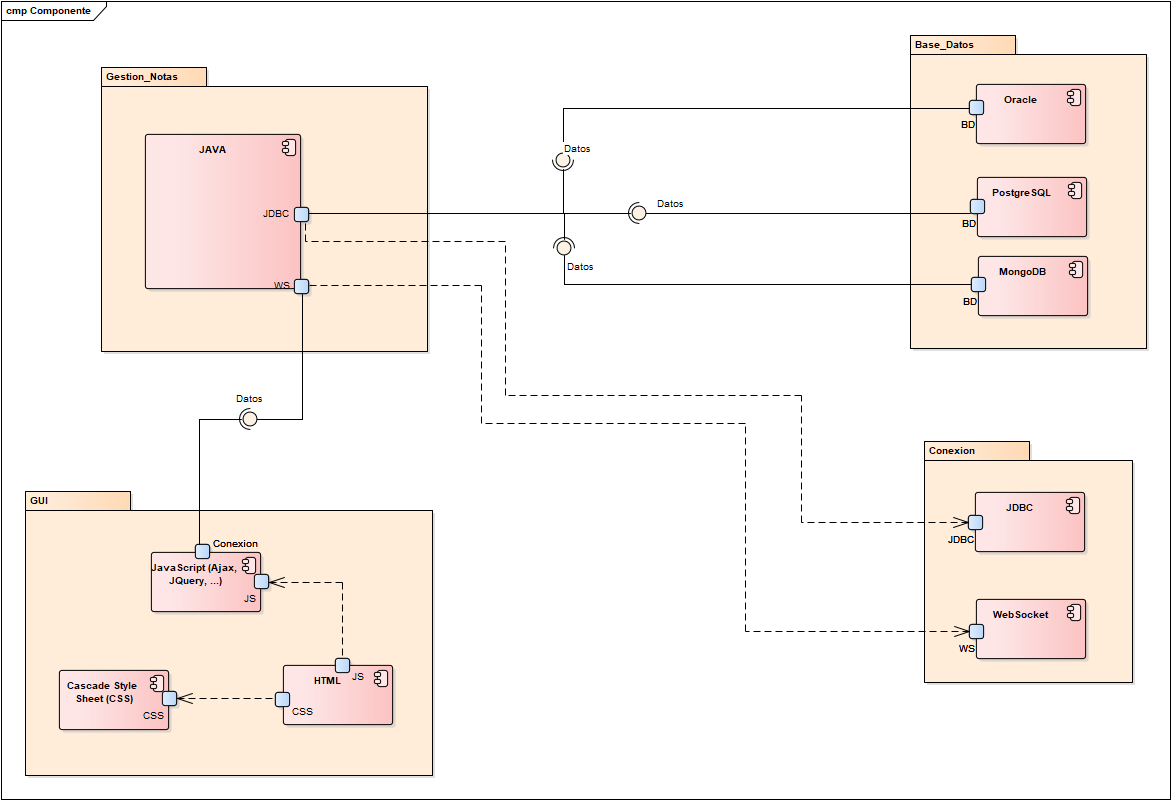 cmp Componente
Base_Datos
Oracle
BD
PostgreSQL
BD
MongoDB
BD
Gestion_Notas
JAVA
JDBC
WS
Datos
Datos
Datos
Datos
Conexion
JDBC
JDBC
WebSocket
WS
GUI
Conexion
JavaScript (Ajax,
JQuery, ...)
JS
HTML
JS
CSS
Cascade Style
Sheet (CSS)
CSS